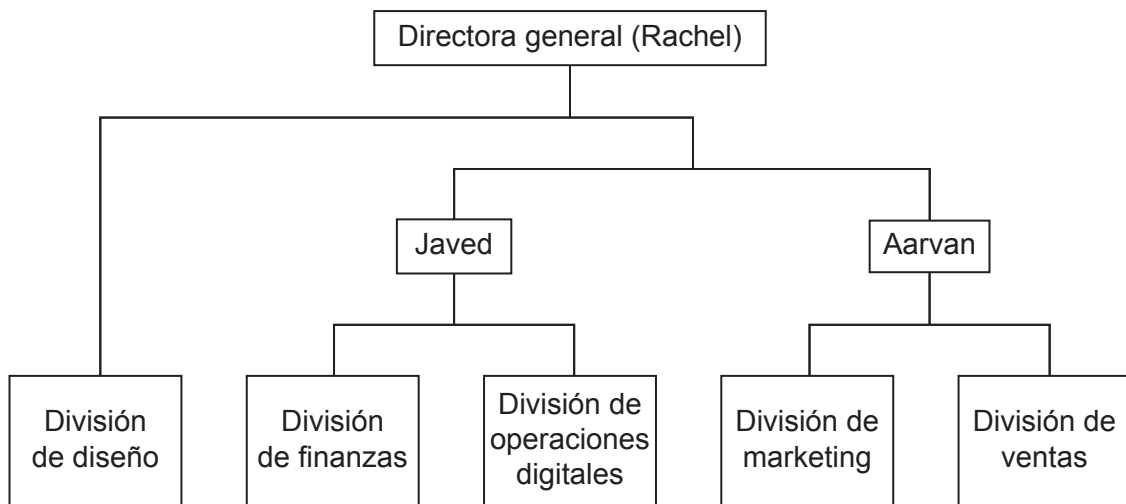 Directora general (Rachel)
Javed
Aarvan
División
de diseño
División
de finanzas
División de
operaciones
digitales
División de
marketing
División de
ventas